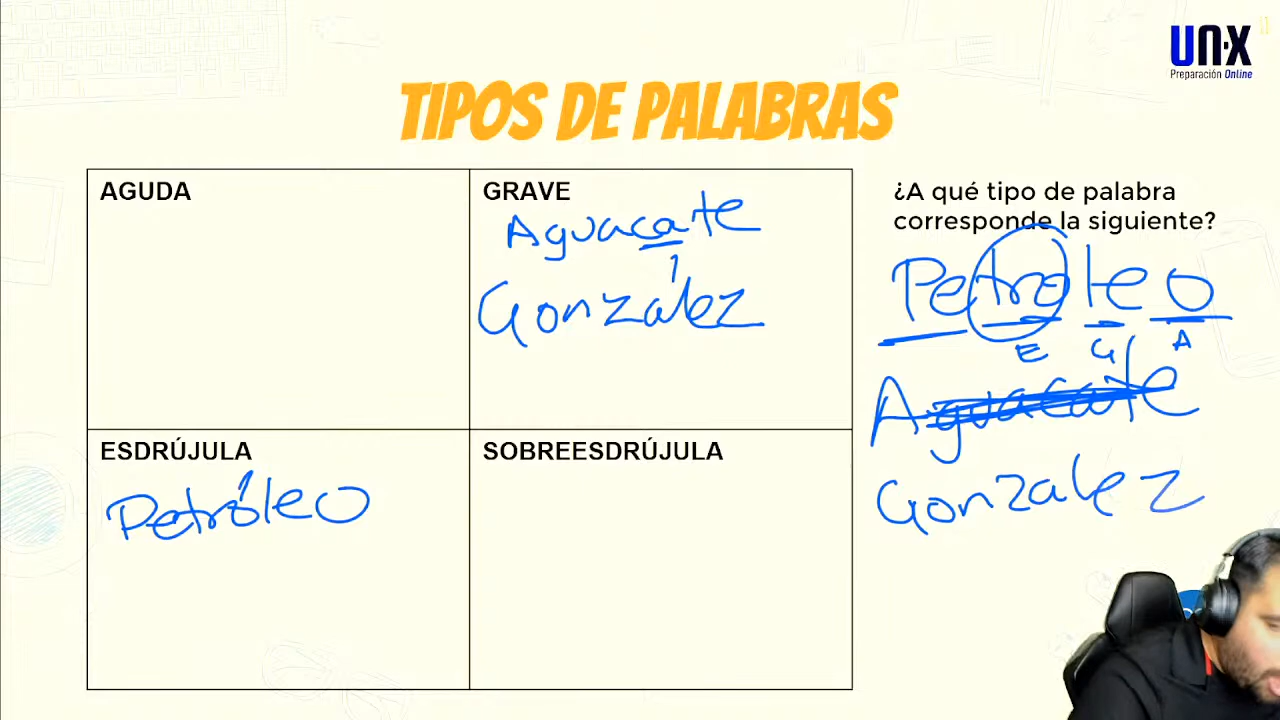 UN-X
Preparación Online
TIPOS DE PALABRAS
AGUDA
GRAVE
Aguacate
González
ESDRÚJULA
Petróleo
SOBREESDRÚJULA
¿A qué tipo de palabra
corresponde la siguiente?
Petroleo
E G A
Aguacate
Gonzalez